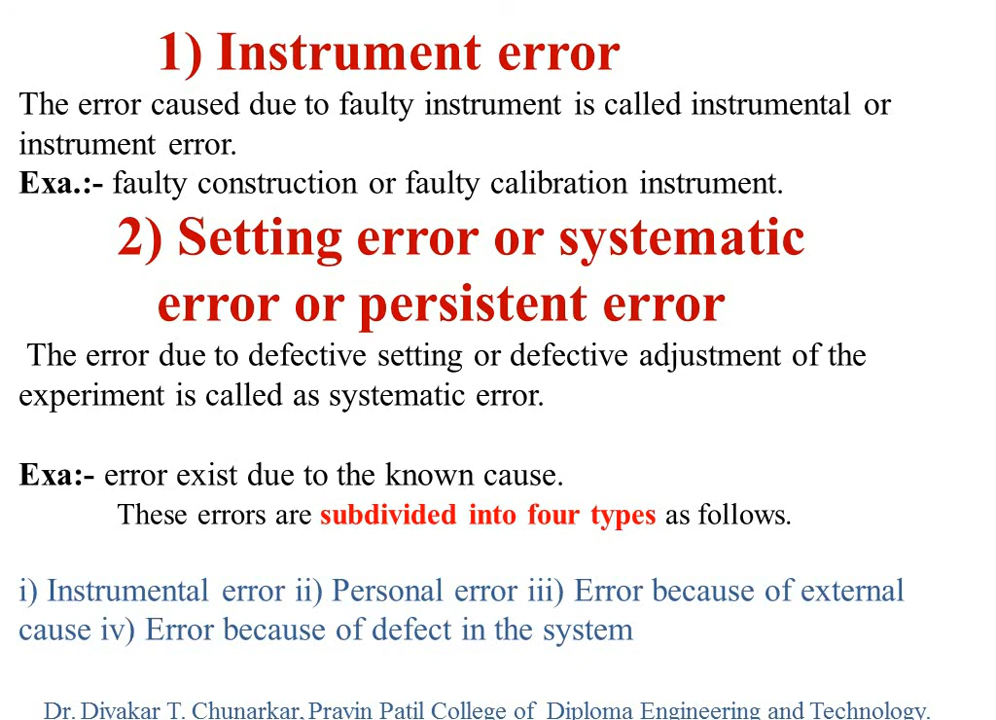 1) Instrument error
The error caused due to faulty instrument is called instrumental or
instrument error.
Exa.:- faulty construction or faulty calibration instrument.
2) Setting error or systematic
error or persistent error
The error due to defective setting or defective adjustment of the
experiment is called as systematic error.
Exa:- error exist due to the known cause.
These errors are subdivided into four types as follows.
i) Instrumental error ii) Personal error iii) Error because of external
cause iv) Error because of defect in the system
Dr. Divakar T. Chunarkar, Pravin Patil College of Diploma Engineering and Technology.